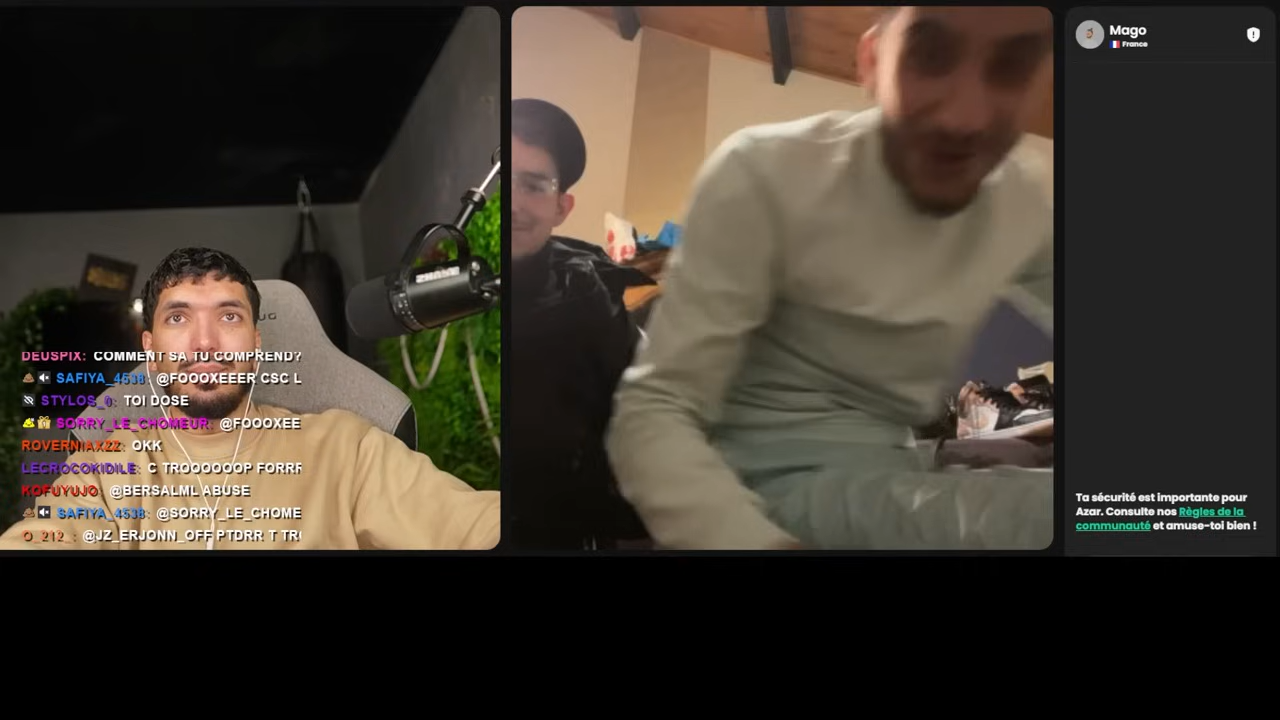 Mago
France
DEUSPIX: COMMENT SA TU COMPREND?
SAFIYA_4538: @FOOOXEEER CSC L
STYLOS_0: TOI DOSE
SORRY_LE_CHOMEUR: @FOOOXEE
ROVERNIAXZZ: OKK
LECROCOKIDILE: C TROOOOOOP FORRF
KOFUYUJO: @BERSALML ABUSE
SAFIYA_4538: @SORRY_LE_CHOME
O_212_: @JZ_ERJONN_OFF PTDRR T TR
Ta sécurité est importante pour
Azar. Consulte nos Règles de la
communauté et amuse-toi bien !